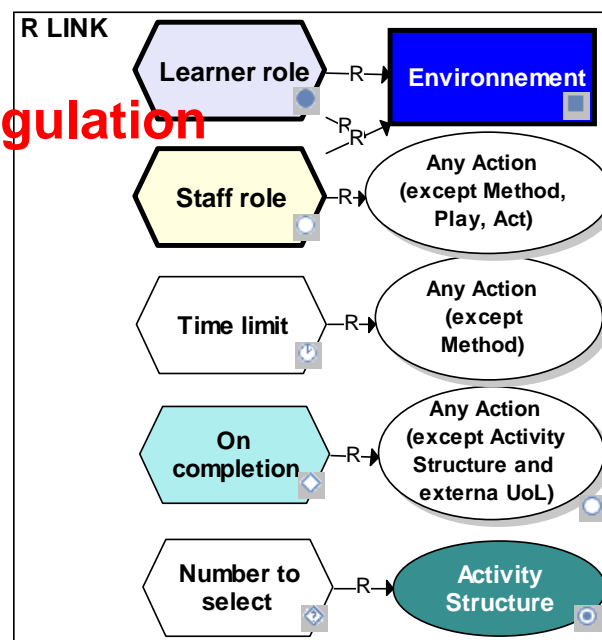 R LINK
Learner role
R
Environnement
gulation
R
R
Staff role
R
Any Action
(except Method,
Play, Act)
Time limit
R
Any Action
(except
Method)
On
completion
R
Any Action
(except Activity
Structure and
externa UoL)
Number to
select
?
R
Activity
Structure